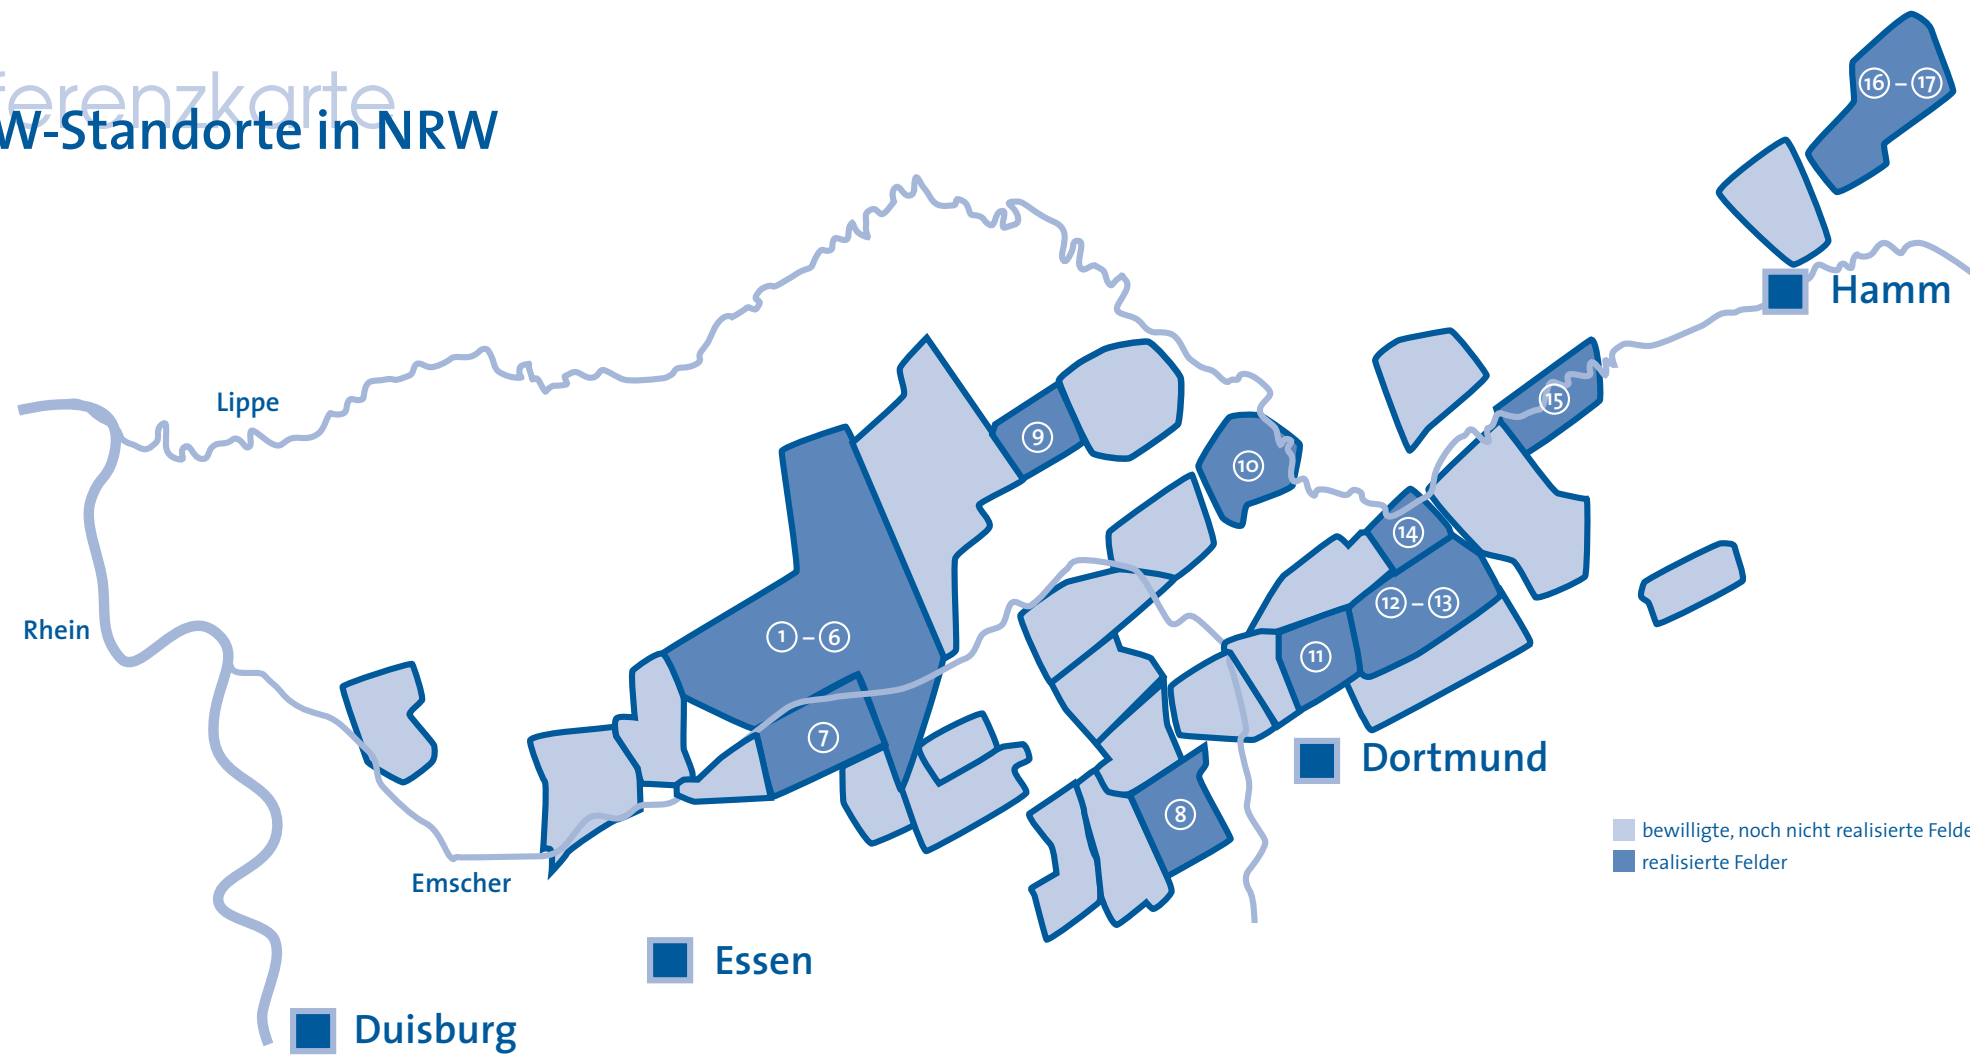 ferenzkarte
W-Standorte in NRW
16 – 17
Hamm
Lippe
15
9
10
14
12 – 13
Rhein
1 – 6
11
7
Dortmund
8
bewilligte, noch nicht realisierte Felde
realisierte Felder
Emscher
Essen
Duisburg